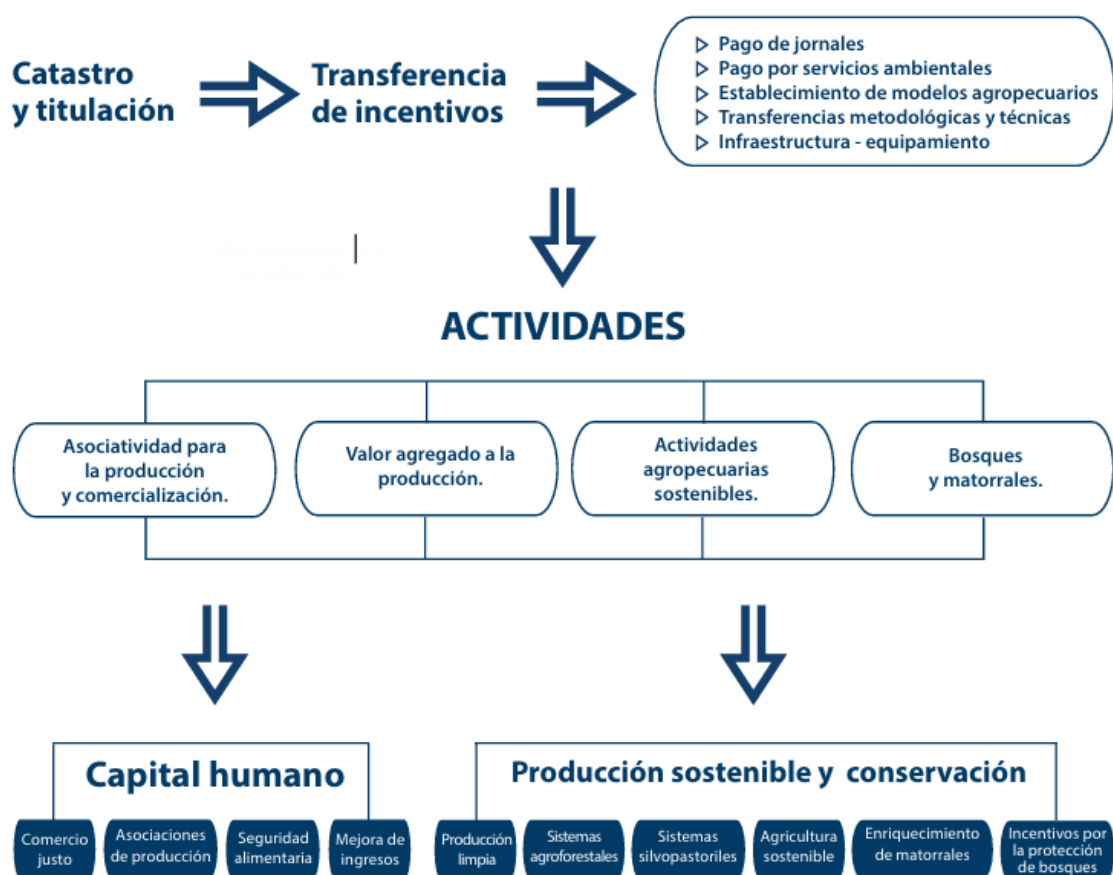 Catastro
y titulación
Transferencia
de incentivos
Pago de jornales
Pago por servicios ambientales
Establecimiento de modelos agropecuarios
Transferencias metodológicas y técnicas
Infraestructura - equipamiento
ACTIVIDADES
Asociatividad para
la producción
y comercialización.
Valor agregado a la
producción.
Actividades
agropecuarias
sostenibles.
Bosques
y matorrales.
Capital humano
Comercio
justo
Asociaciones
de producción
Seguridad
alimentaria
Mejora de
ingresos
Producción sostenible y conservación
Producción
limpia
Sistemas
agroforestales
Sistemas
silvopastoriles
Agricultura
sostenible
Enriquecimiento
de matorrales
Incentivos por
la protección
de bosques